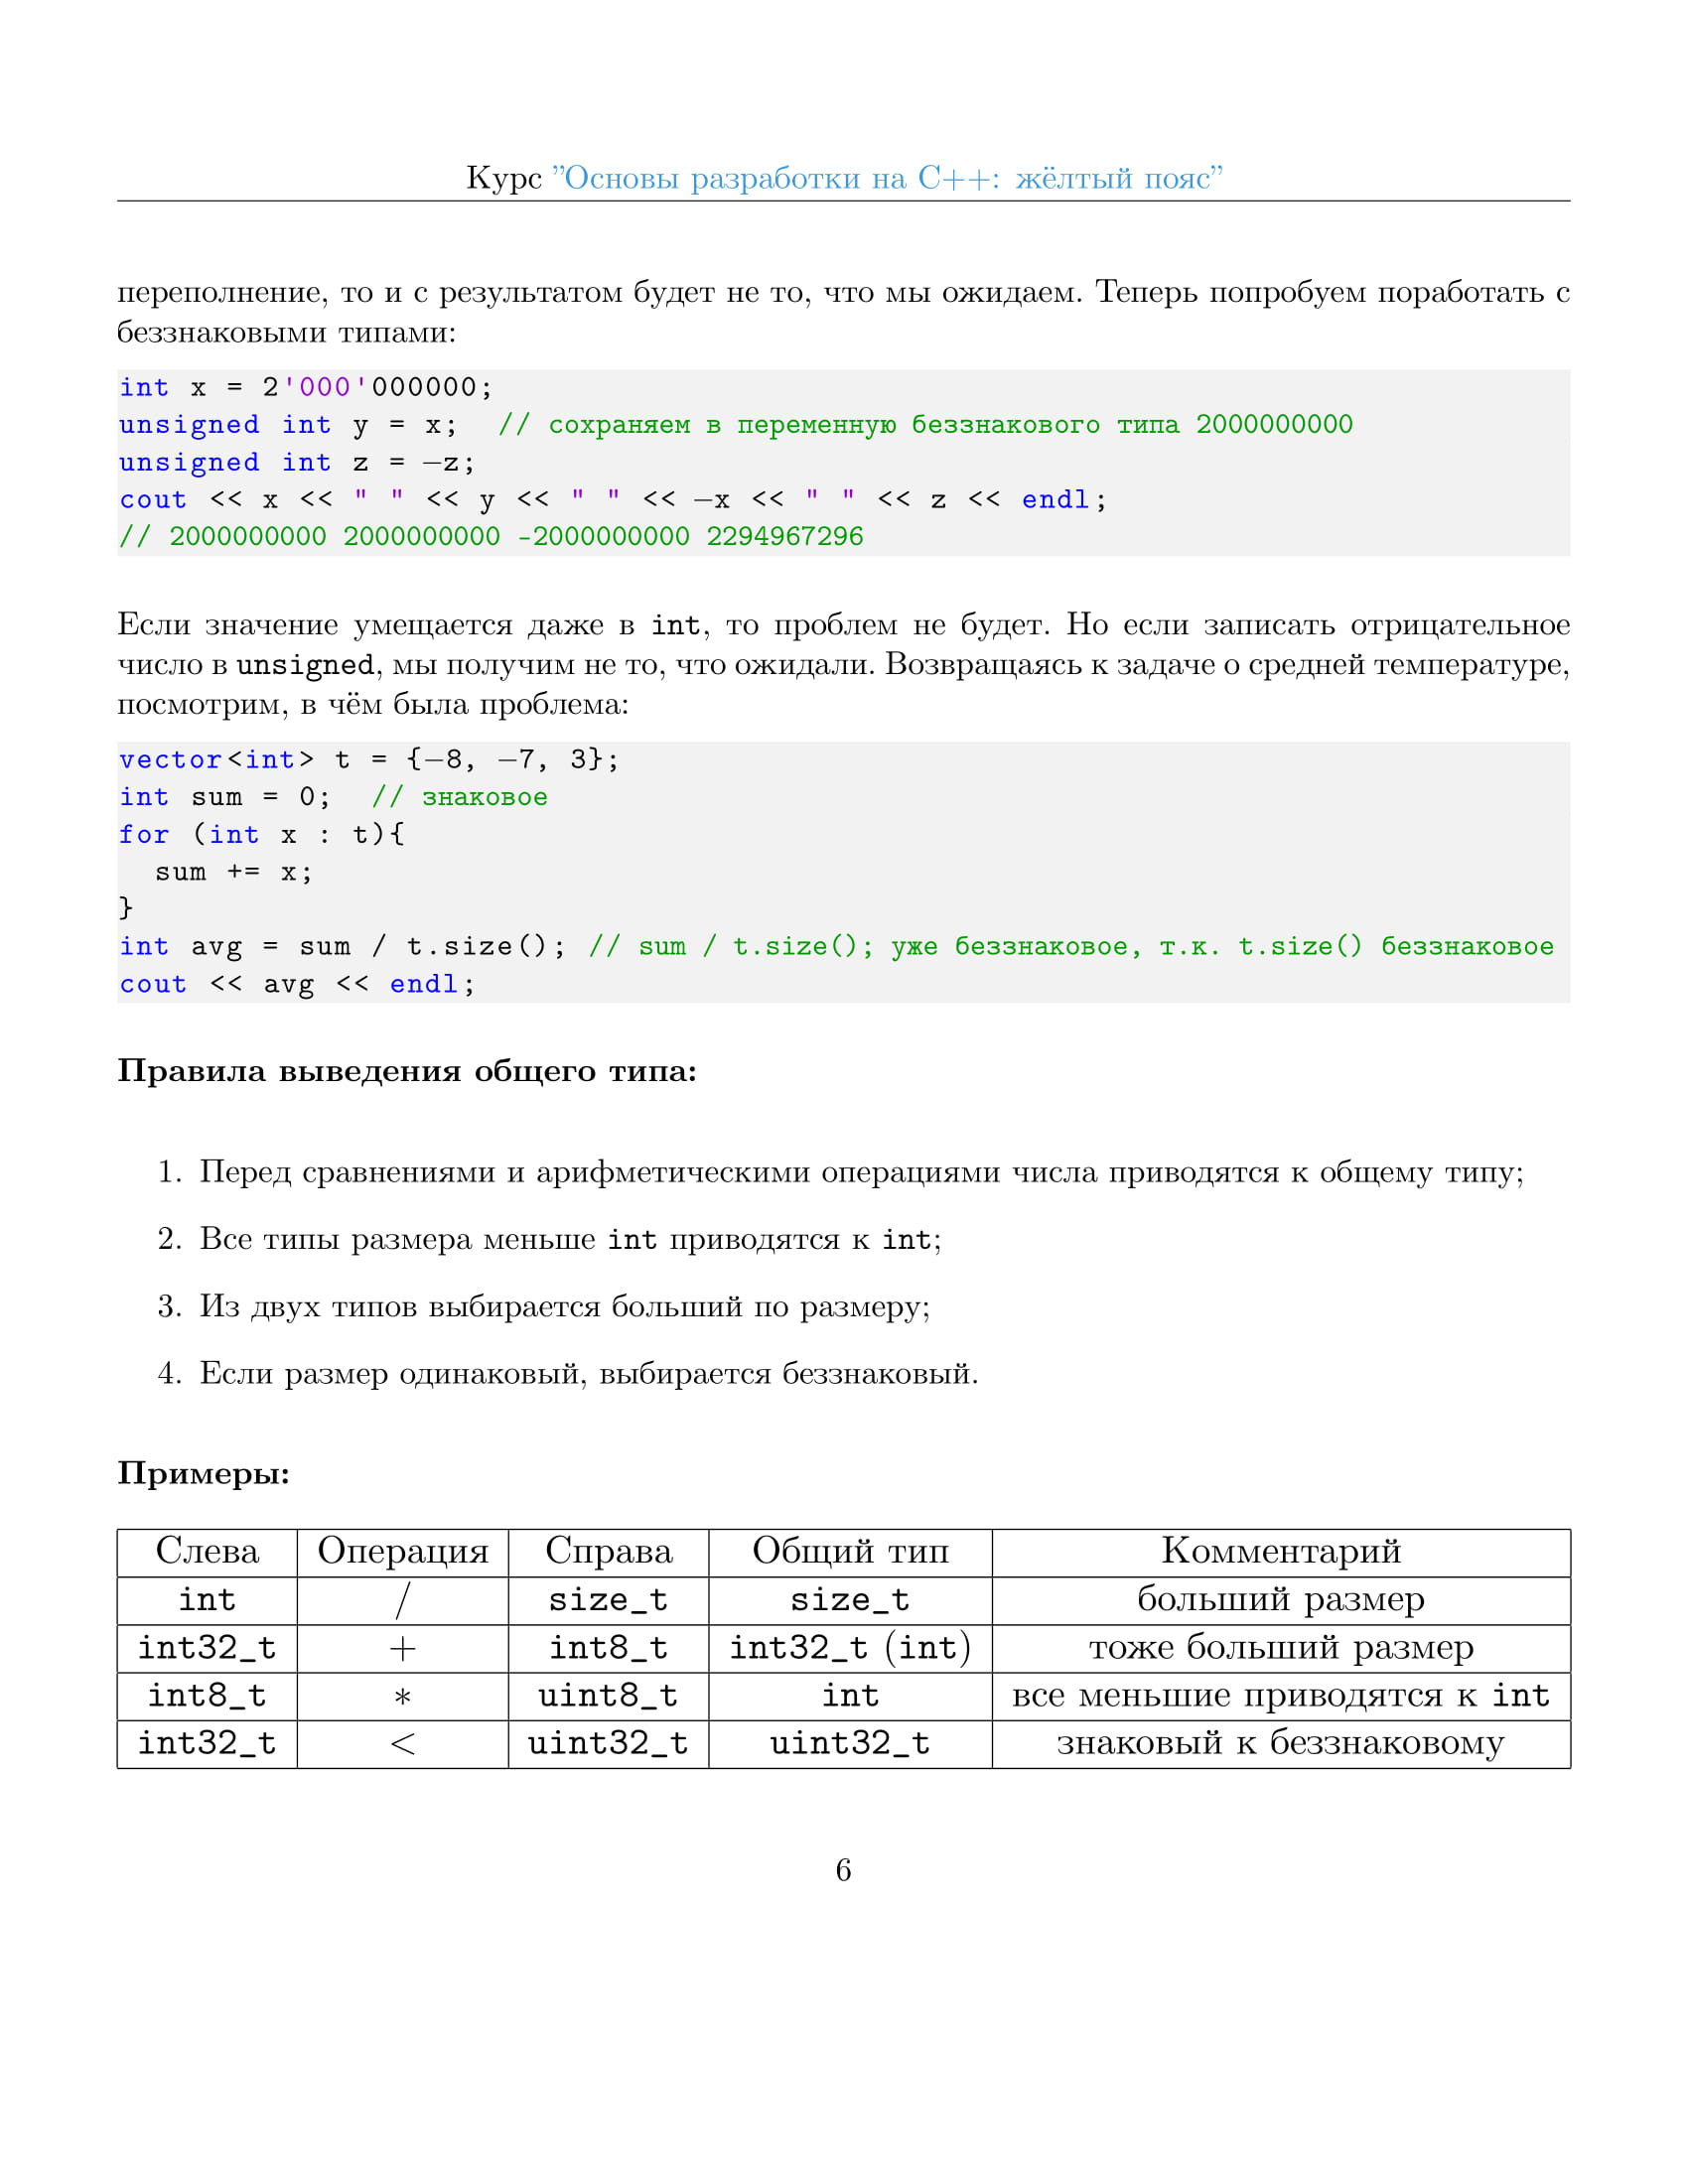 Курс ”Основы разработки на C++: жёлтый пояс”
переполнение, то и с результатом будет не то, что мы ожидаем. Теперь попробуем поработать с
беззнаковыми типами:
int x = 2'000'000000;
unsigned int y = x;  // сохраняем в переменную беззнакового типа 2000000000
unsigned int z = −z;
cout << x << " " << y << " " << −x << " " << z << endl;
// 2000000000 2000000000 -2000000000 2294967296
Если значение умещается даже в int, то проблем не будет. Но если записать отрицательное
число в unsigned, мы получим не то, что ожидали. Возвращаясь к задаче о средней температуре,
посмотрим, в чём была проблема:
vector<int> t = {−8, −7, 3};
int sum = 0;  // знаковое
for (int x : t){
  sum += x;
}
int avg = sum / t.size(); // sum / t.size(); уже беззнаковое, т.к. t.size() беззнаковое
cout << avg << endl;
Правила выведения общего типа:
1. Перед сравнениями и арифметическими операциями числа приводятся к общему типу;
2. Все типы размера меньше int приводятся к int;
3. Из двух типов выбирается больший по размеру;
4. Если размер одинаковый, выбирается беззнаковый.
Примеры:
Слева Операция Справа Общий тип Комментарий
int / size_t size_t больший размер
int32_t + int8_t int32_t (int) тоже больший размер
int8_t * uint8_t int все меньшие приводятся к int
int32_t < uint32_t uint32_t знаковый к беззнаковому
6